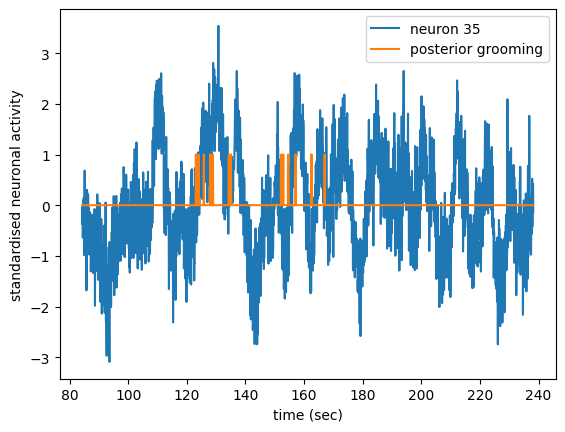 neuron 35
posterior grooming
3
2
1
0
−1
−2
−3
standardised neuronal activity
80 100 120 140 160 180 200 220 240
time (sec)